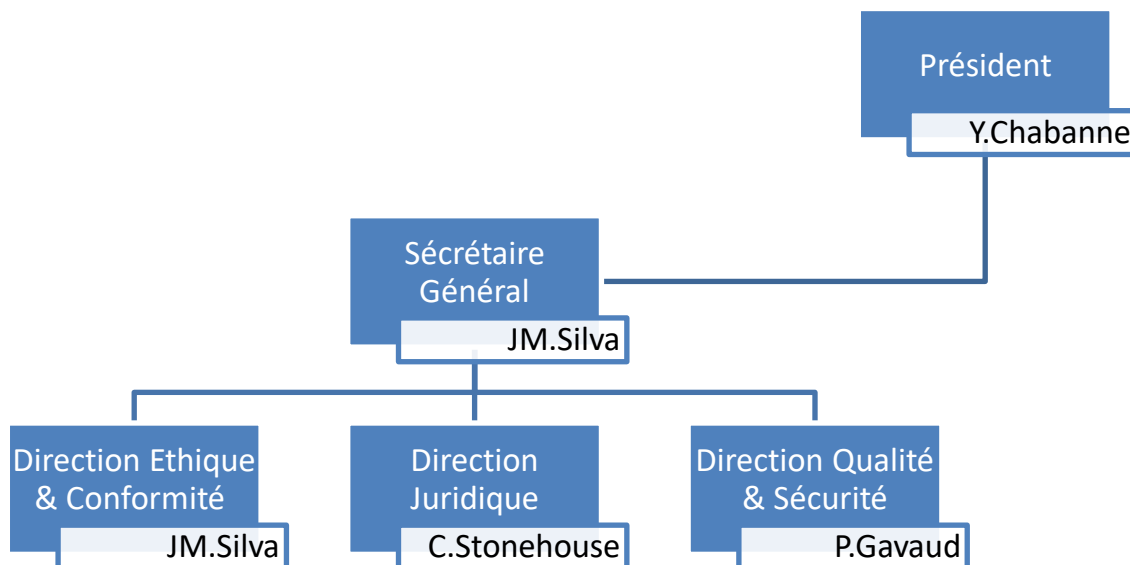 Président
Y.Chabanne
Sécrétaire
Général
JM.Silva
Direction Ethique
& Conformité
JM.Silva
Direction
Juridique
C.Stonehouse
Direction Qualité
& Sécurité
P.Gavaud